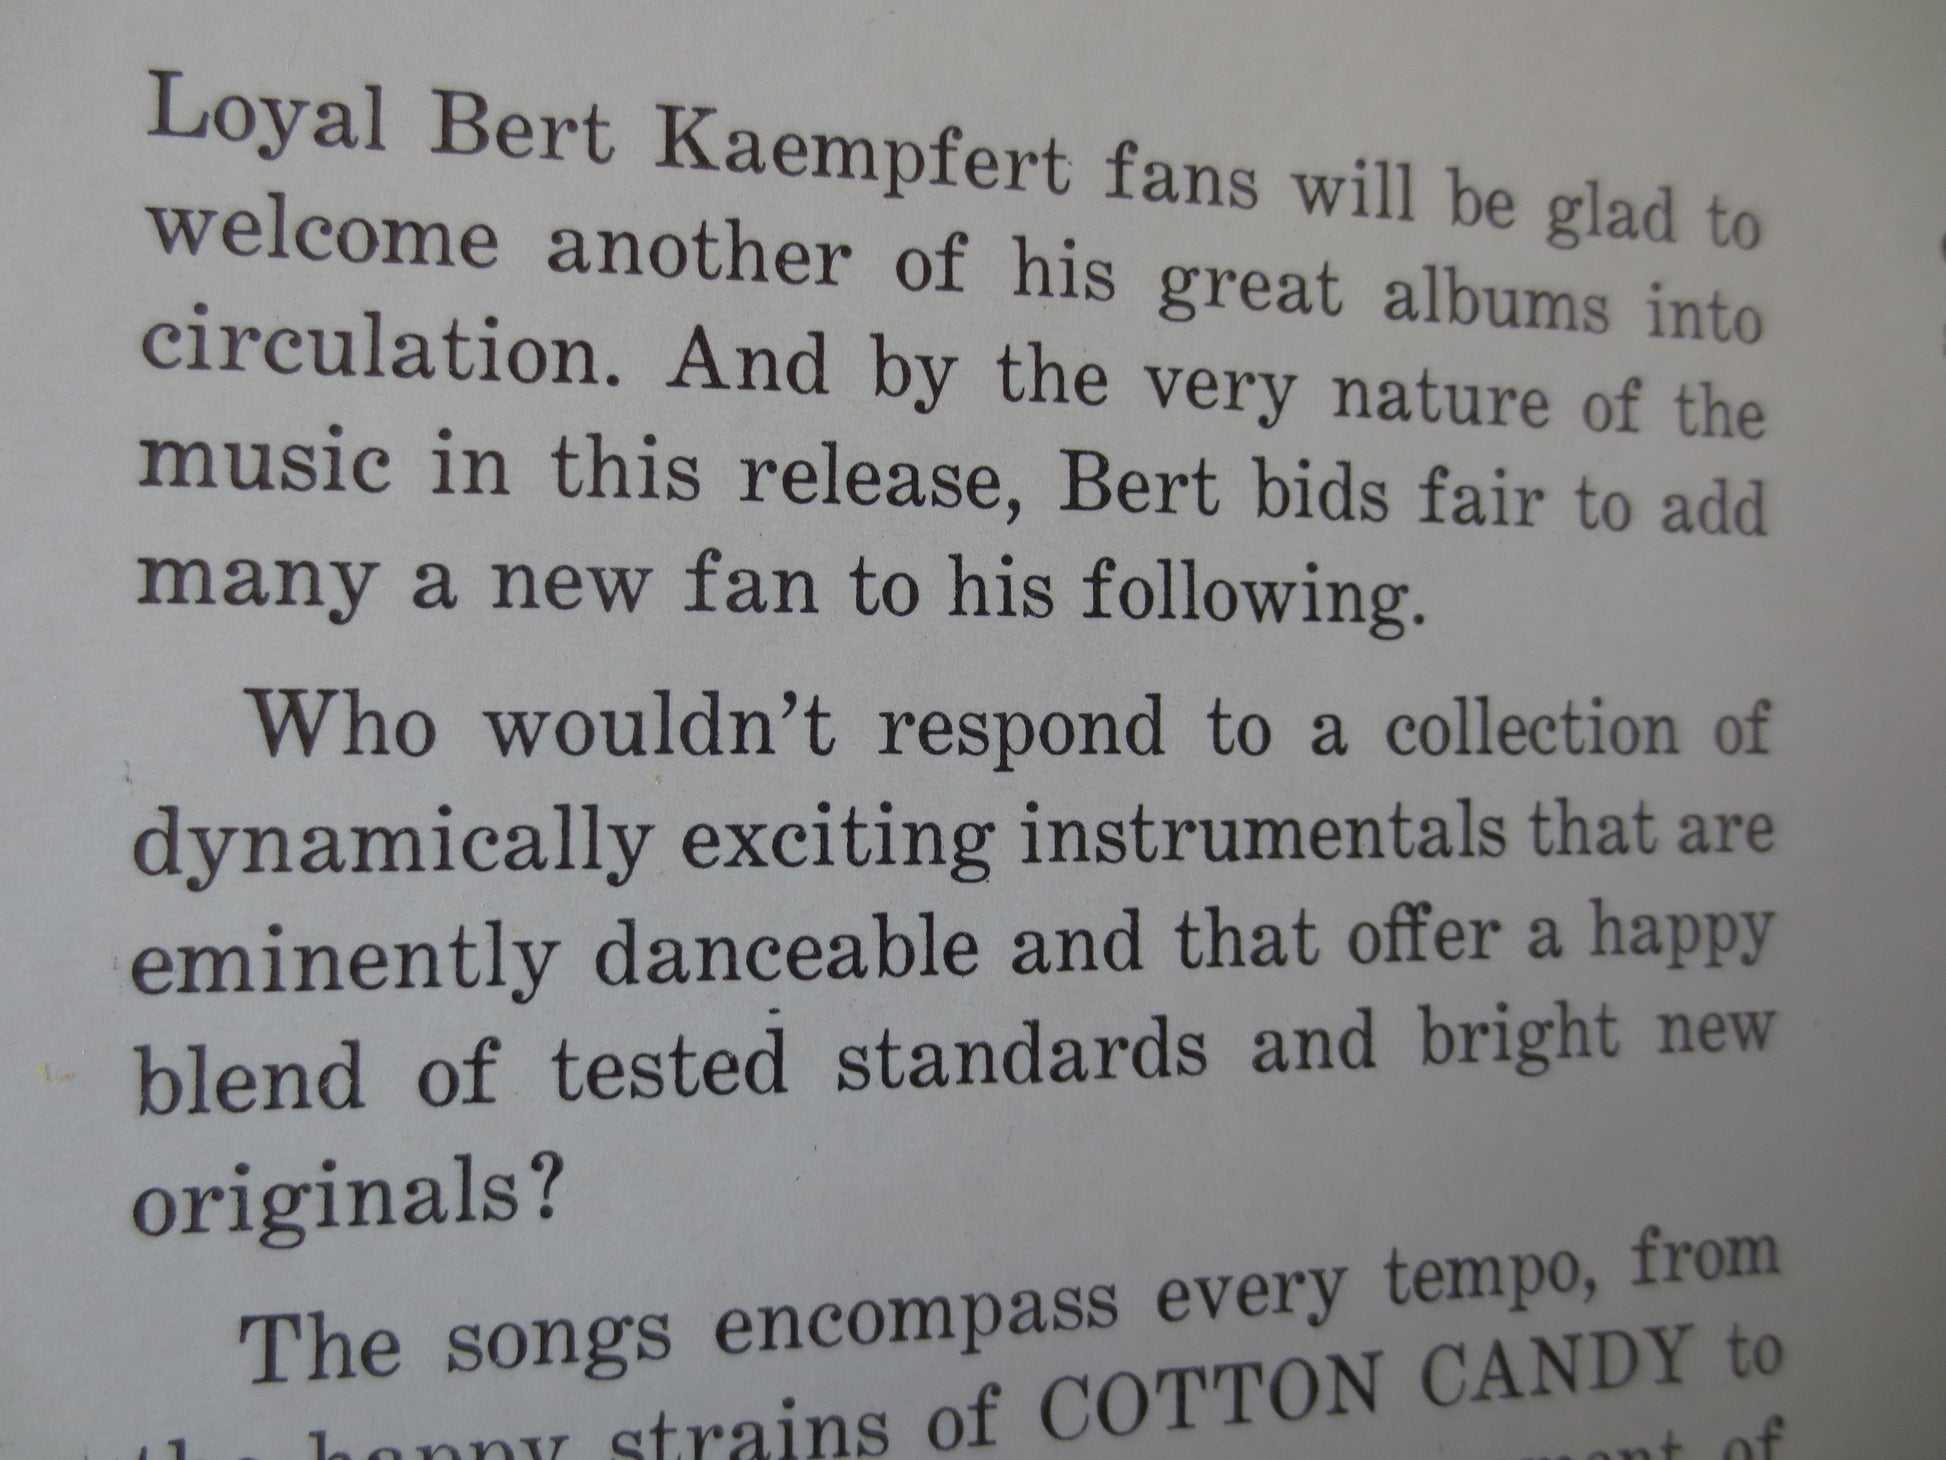 Loyal Bert Kaempfert fans will be glad to
welcome another of his great albums into
circulation. And by the very nature of the
music in this release, Bert bids fair to add
many a new fan to his following.
Who wouldn't respond to a collection of
dynamically exciting instrumentals that are
eminently danceable and that offer a happy
blend of tested standards and bright new
originals?
The songs encompass every tempo, from
the happy strains of COTTON CANDY to
of